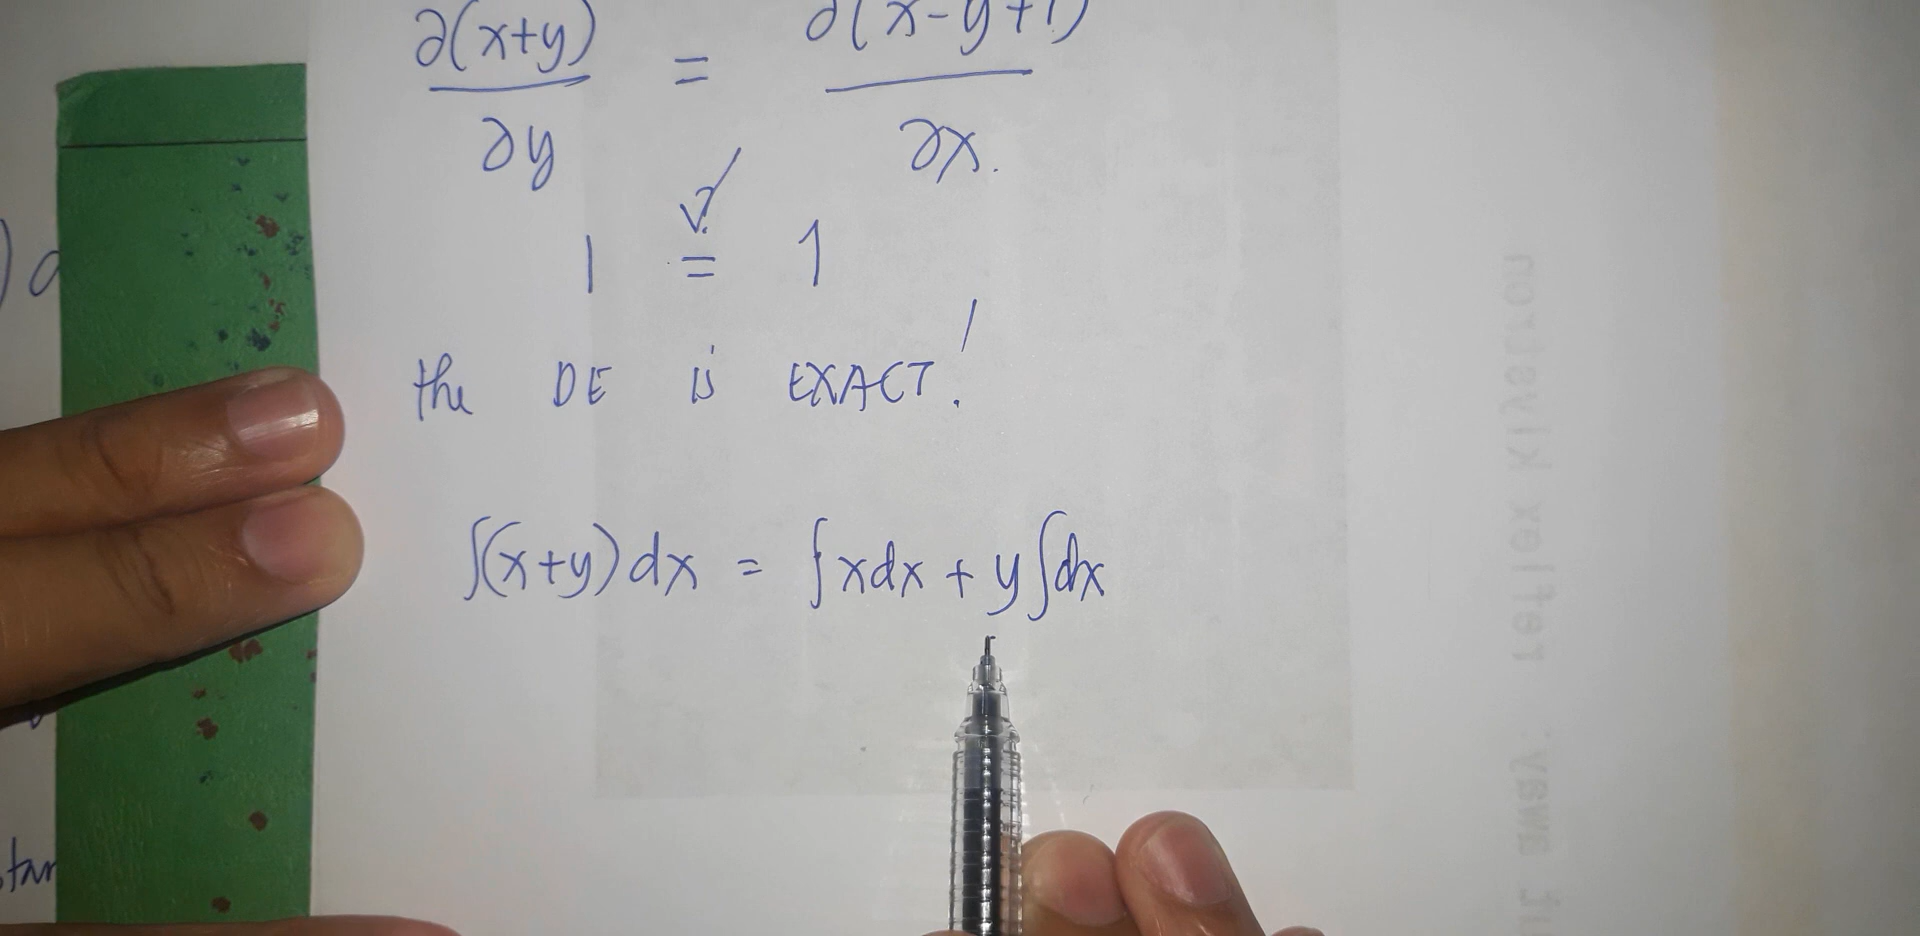 ∂(x+y) = ∂(x-y+1)
∂y ∂x.
1 =? ✓ 1
the DE is EXACT!
∫(x+y)dx = ∫xdx + y∫dx